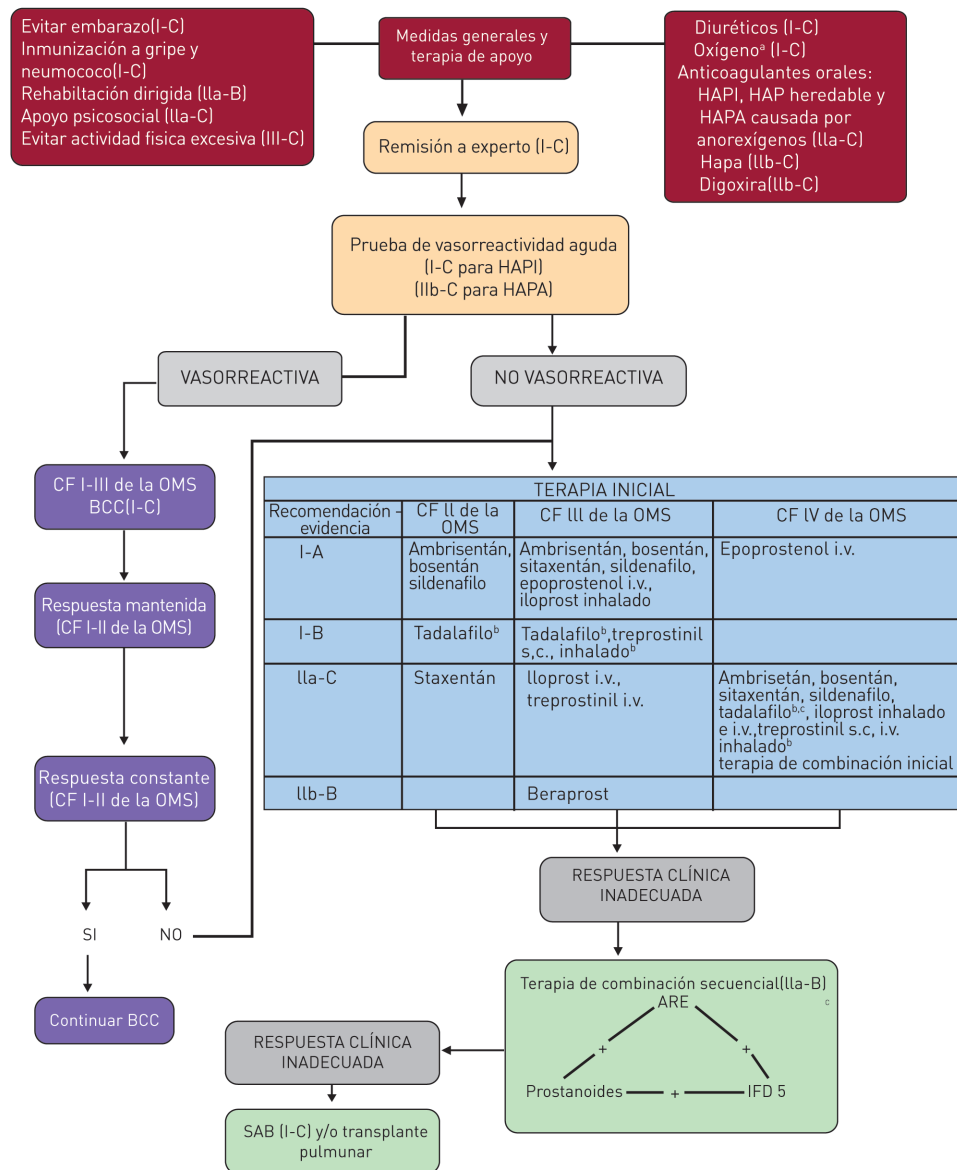 Evitar embarazo(I-C)
Inmunización a gripe y
neumococo(I-C)
Rehabiltación dirigida (lla-B)
Apoyo psicosocial (lla-C)
Evitar actividad fisica excesiva (III-C)
Medidas generales y
terapia de apoyo
Diuréticos (I-C)
Oxígenoª (I-C)
Anticoagulantes orales:
HAPI, HAP heredable y
HAPA causada por
anorexígenos (lla-C)
Hapa (llb-C)
Digoxira(llb-C)
Remisión a experto (I-C)
Prueba de vasorreactividad aguda
(I-C para HAPI)
(IIb-C para HAPA)
VASORREACTIVA
NO VASORREACTIVA
CF I-III de la OMS
BCC(I-C)
Respuesta mantenida
(CF I-II de la OMS)
Respuesta constante
(CF I-II de la OMS)
SI
NO
Continuar BCC
TERAPIA INICIAL
Recomendación -
evidencia
CF ll de la
OMS
CF lll de la OMS
CF lV de la OMS
I-A
Ambrisentán,
bosentán
sildenafilo
Ambrisentán, bosentán,
sitaxentán, sildenafilo,
epoprostenol i.v.,
iloprost inhalado
Epoprostenol i.v.
I-B
Tadalafiloᵇ
Tadalafiloᵇ,treprostinil
s,c., inhaladoᵇ
lla-C
Staxentán
lloprost i.v.,
treprostinil i.v.
Ambrisetán, bosentán,
sitaxentán, sildenafilo,
tadalafiloᵇ,ᶜ, iloprost inhalado
e i.v.,treprostinil s.c, i.v.
inhaladoᵇ
terapia de combinación inicial
llb-B
Beraprost
RESPUESTA CLÍNICA
INADECUADA
Terapia de combinación secuencial(lla-B)
c
ARE
+
+
Prostanoides
+
IFD 5
RESPUESTA CLÍNICA
INADECUADA
SAB (I-C) y/o transplante
pulmunar